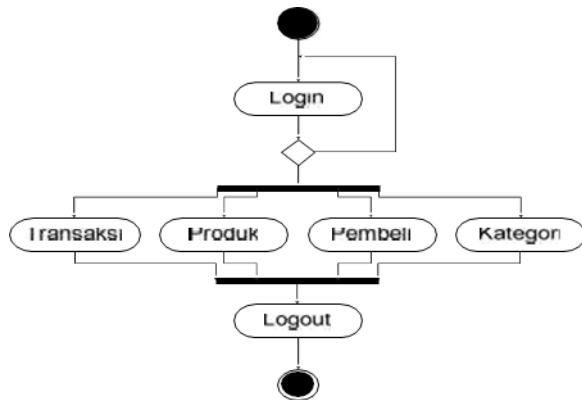 Login
Transaksi
Produk
Pembeli
Kategori
Logout